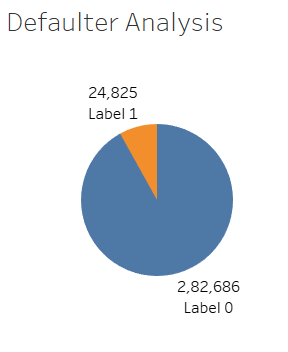 Defaulter Analysis
24,825
Label 1
2,82,686
Label 0